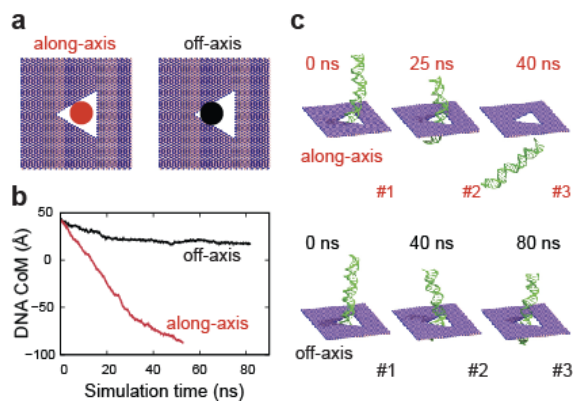 a
along-axis
off-axis
b
DNA CoM (Å)
50
0
−50
−100
off-axis
along-axis
0
20
40
60
80
Simulation time (ns)
c
0 ns
25 ns
40 ns
along-axis
#1
#2
#3
0 ns
40 ns
80 ns
off-axis
#1
#2
#3